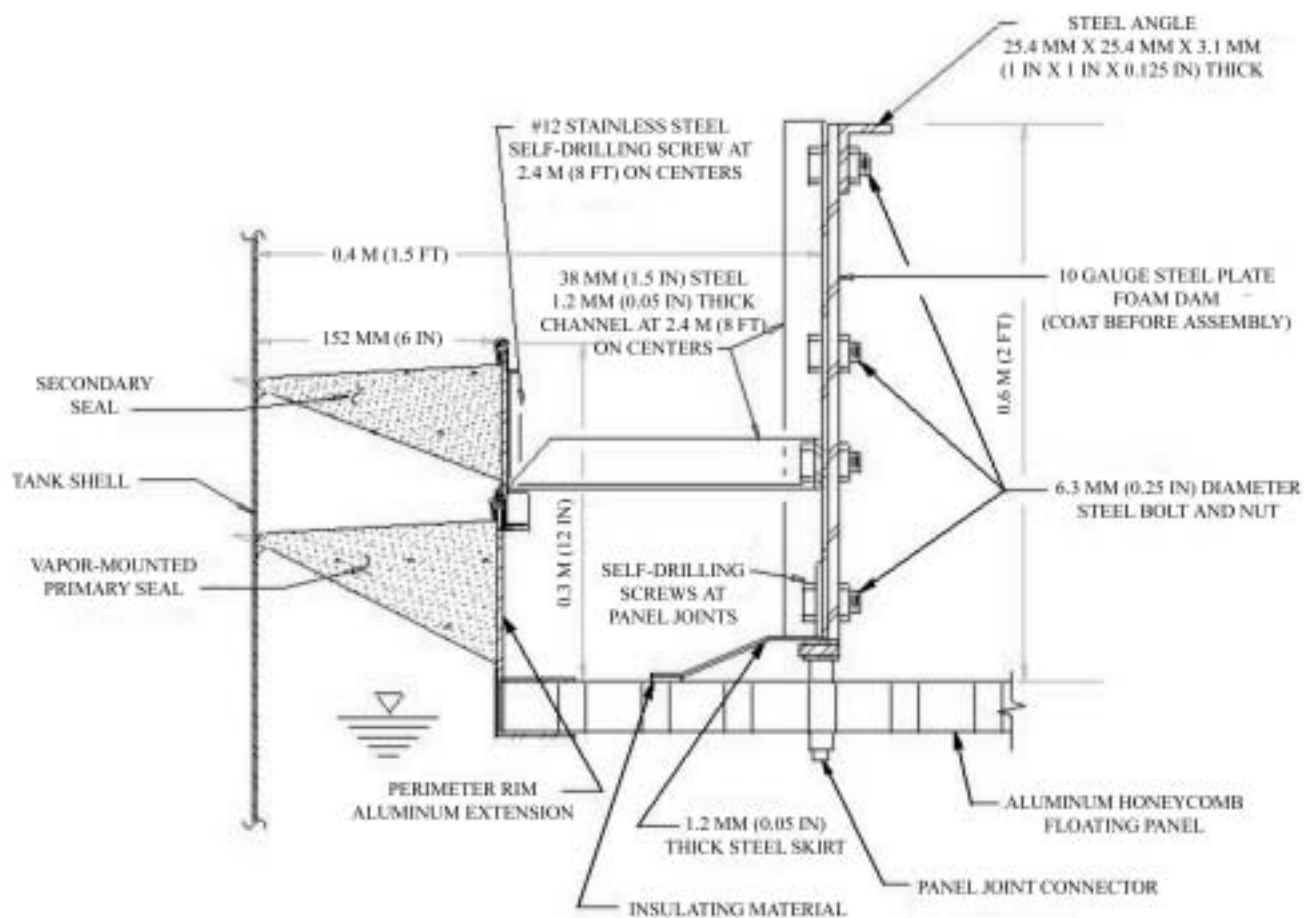 STEEL ANGLE
25.4 MM X 25.4 MM X 3.1 MM
(1 IN X 1 IN X 0.125 IN) THICK
#12 STAINLESS STEEL
SELF-DRILLING SCREW AT
2.4 M (8 FT) ON CENTERS
0.4 M (1.5 FT)
38 MM (1.5 IN) STEEL
1.2 MM (0.05 IN) THICK
CHANNEL AT 2.4 M (8 FT)
ON CENTERS
10 GAUGE STEEL PLATE
FOAM DAM
(COAT BEFORE ASSEMBLY)
152 MM (6 IN)
0.6 M (2 FT)
SECONDARY
SEAL
TANK SHELL
6.3 MM (0.25 IN) DIAMETER
STEEL BOLT AND NUT
VAPOR-MOUNTED
PRIMARY SEAL
0.3 M (12 IN)
SELF-DRILLING
SCREWS AT
PANEL JOINTS
PERIMETER RIM
ALUMINUM EXTENSION
1.2 MM (0.05 IN)
THICK STEEL SKIRT
ALUMINUM HONEYCOMB
FLOATING PANEL
PANEL JOINT CONNECTOR
INSULATING MATERIAL